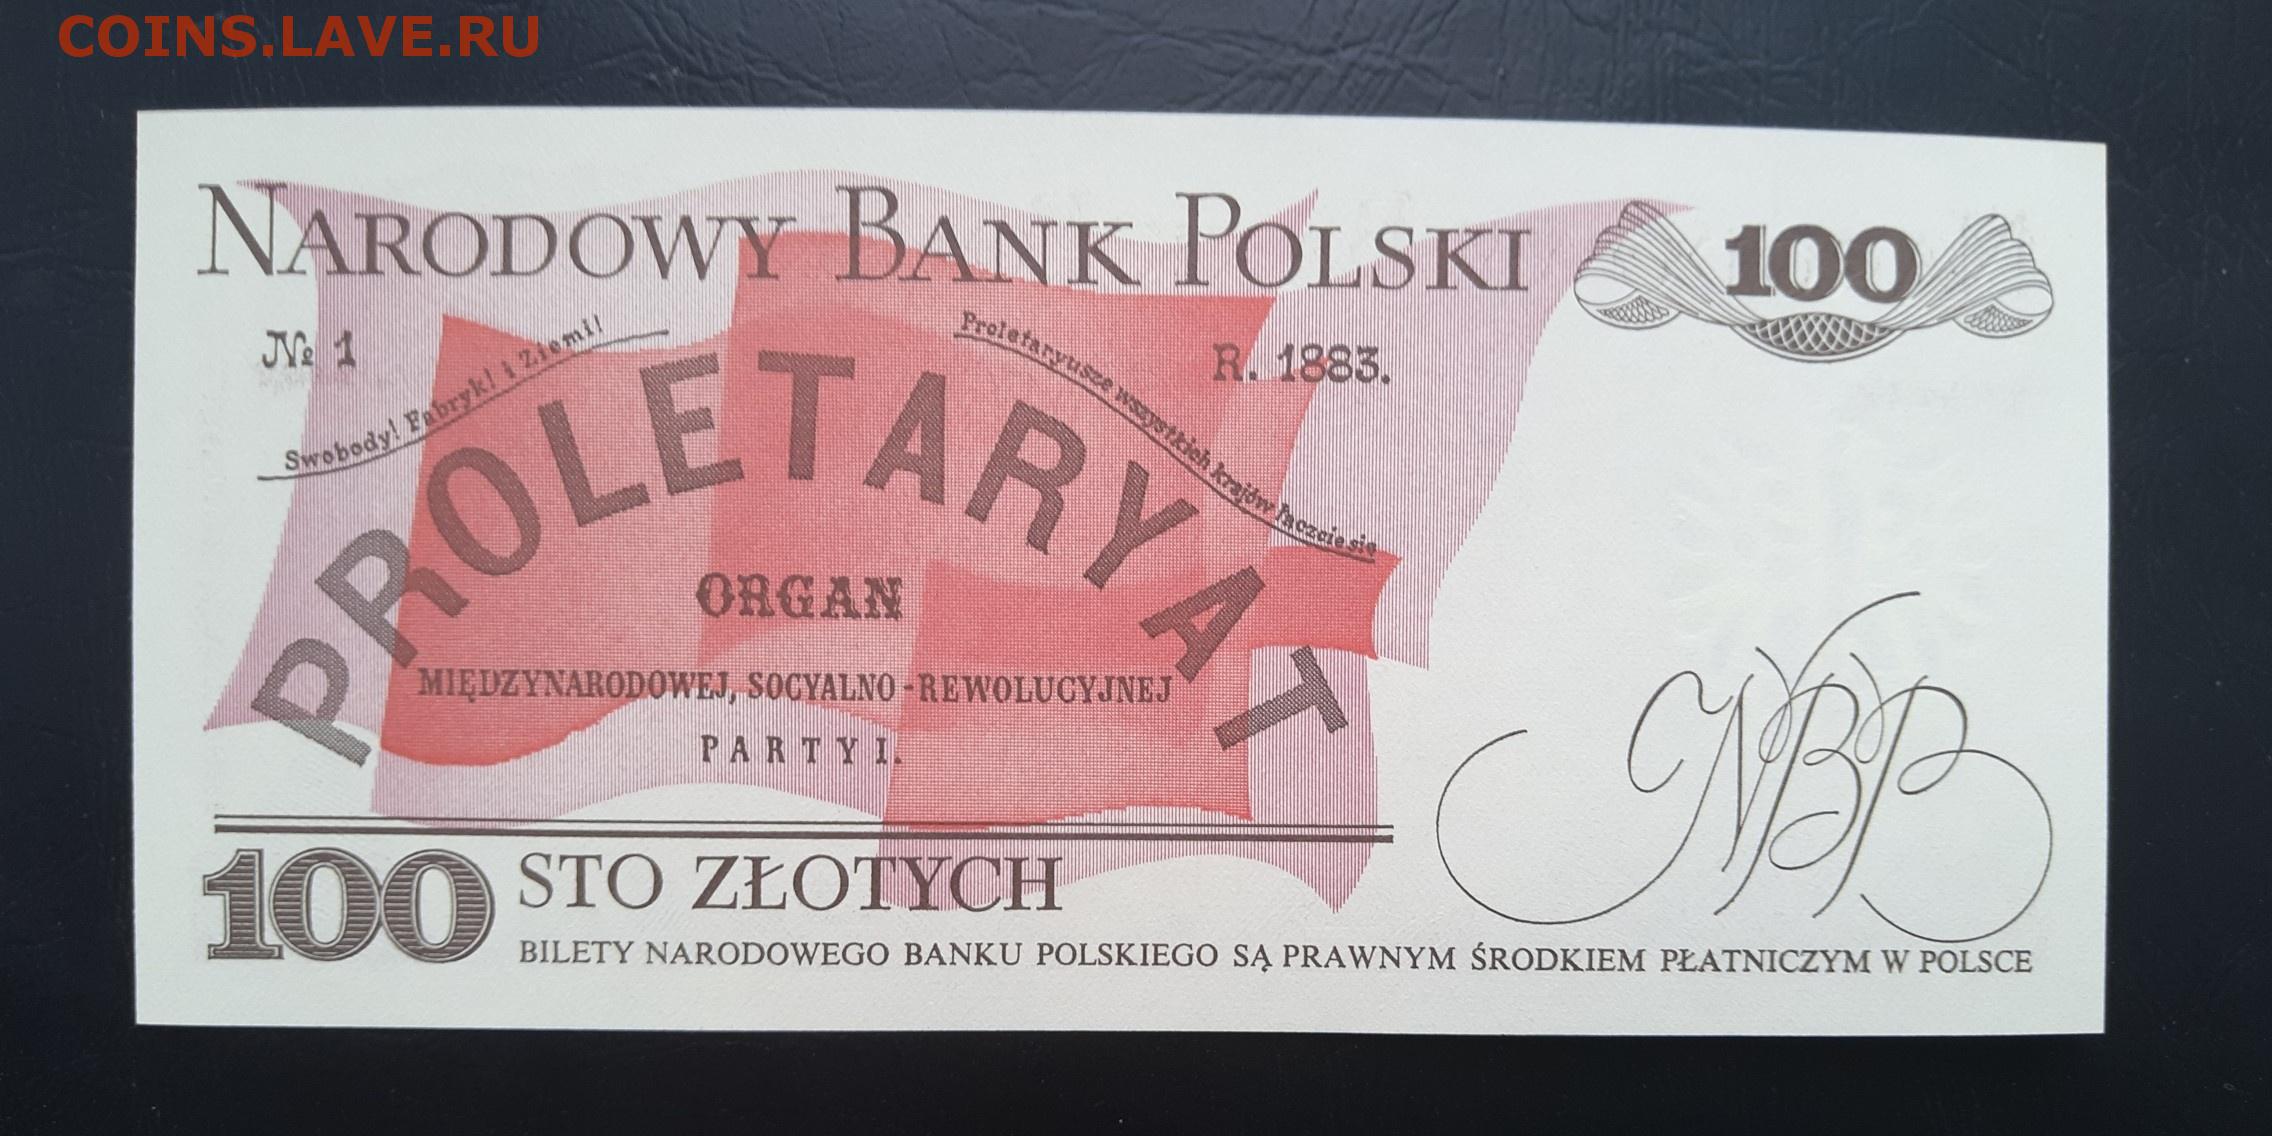 COINS.LAVE.RU
NARODOWY BANK POLSKI
100
№ 1
Swobody! Fabryk! i Ziemi!
Proletaryusze wszystkich krajów łączcie się
R. 1883.
PROLETARYAT
ORGAN
MIĘDZYNARODOWEJ, SOCYALNO-REWOLUCYJNEJ
PARTYI.
NBP
100 STO ZŁOTYCH
BILETY NARODOWEGO BANKU POLSKIEGO SĄ PRAWNYM ŚRODKIEM PŁATNICZYM W POLSCE